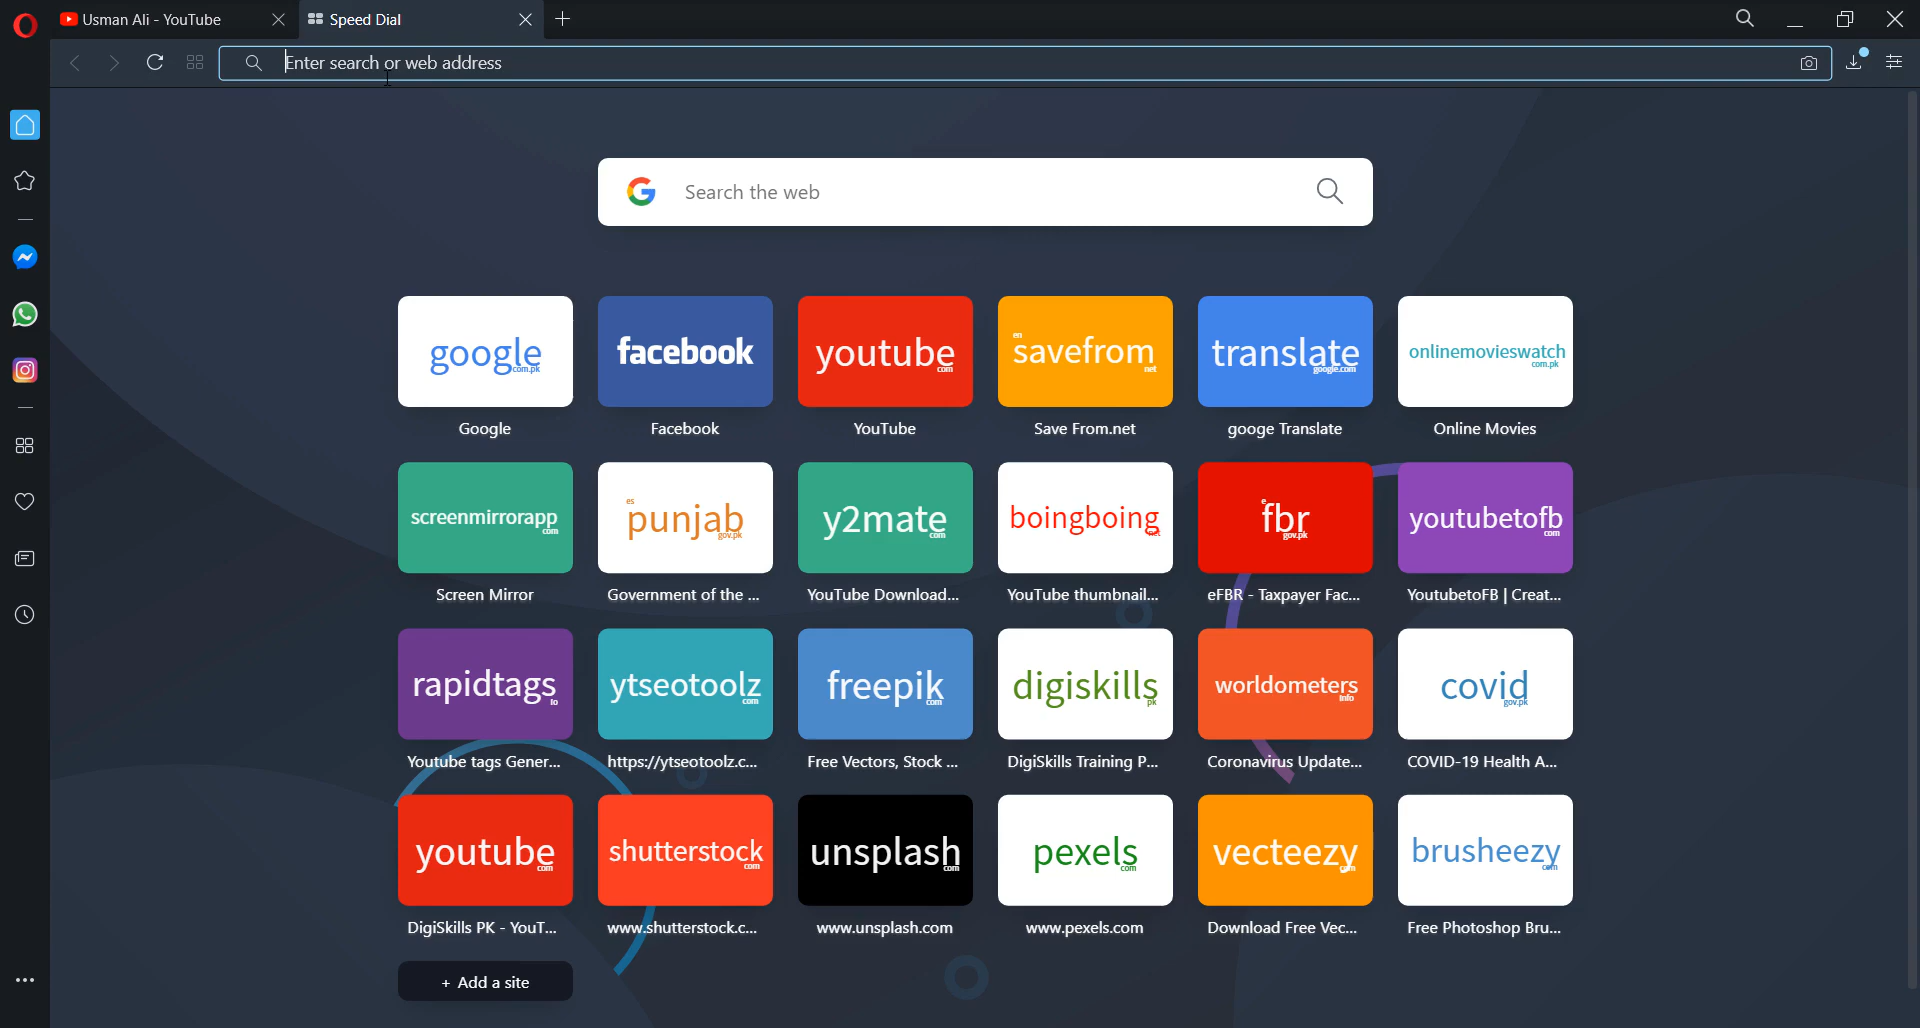 Usman Ali - YouTube
Speed Dial
Enter search or web address
Search the web
google com.pk
facebook
youtube com
en savefrom net
translate google.com
onlinemovieswatch com.pk
Google
Facebook
YouTube
Save From.net
googe Translate
Online Movies
screenmirrorapp com
es punjab gov.pk
y2mate com
boingboing net
e fbr gov.pk
youtubetofb com
Screen Mirror
Government of the ...
YouTube Download...
YouTube thumbnail...
eFBR - Taxpayer Fac...
YoutubetoFB | Creat...
rapidtags io
ytseotoolz com
freepik com
digiskills pk
worldometers info
covid gov.pk
Youtube tags Gener...
https://ytseotoolz.c...
Free Vectors, Stock ...
DigiSkills Training P...
Coronavirus Update...
COVID-19 Health A...
youtube com
shutterstock com
unsplash com
pexels com
vecteezy com
brusheezy com
DigiSkills PK - YouT...
www.shutterstock.c...
www.unsplash.com
www.pexels.com
Download Free Vec...
Free Photoshop Bru...
+ Add a site